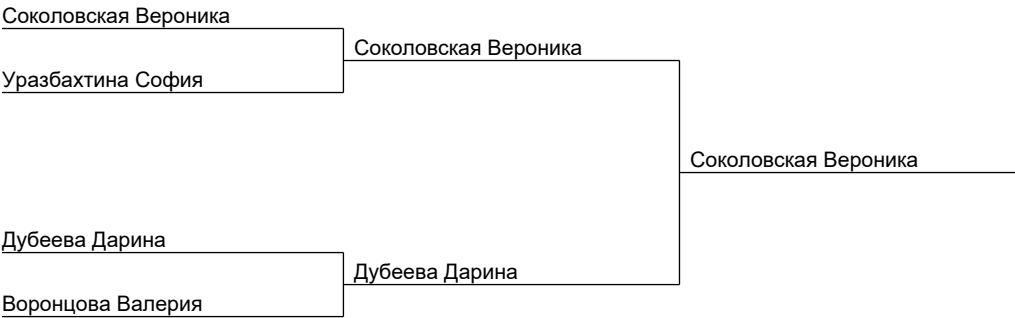 Соколовская Вероника
Соколовская Вероника
Уразбахтина София
Соколовская Вероника
Дубеева Дарина
Дубеева Дарина
Воронцова Валерия